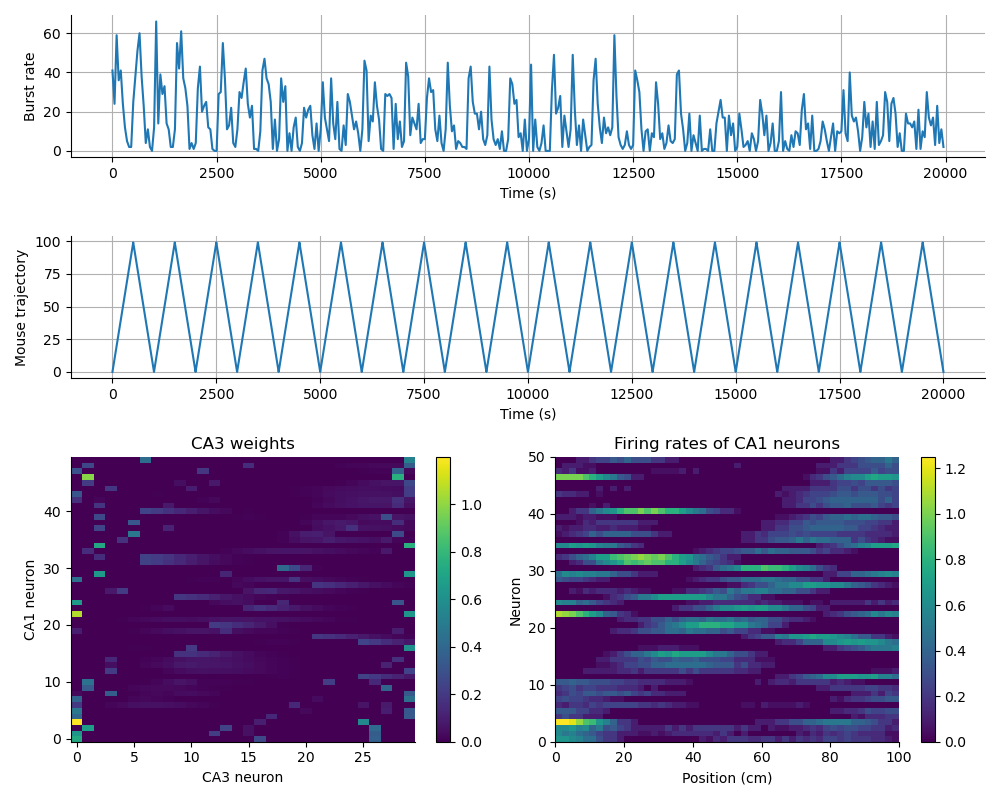 Burst rate
60
40
20
0
0 2500 5000 7500 10000 12500 15000 17500 20000
Time (s)
Mouse trajectory
100
75
50
25
0
0 2500 5000 7500 10000 12500 15000 17500 20000
Time (s)
CA3 weights
CA1 neuron
40
30
20
10
0
0 5 10 15 20 25
CA3 neuron
1.0
0.8
0.6
0.4
0.2
0.0
Firing rates of CA1 neurons
Neuron
50
40
30
20
10
0
0 20 40 60 80 100
Position (cm)
1.2
1.0
0.8
0.6
0.4
0.2
0.0